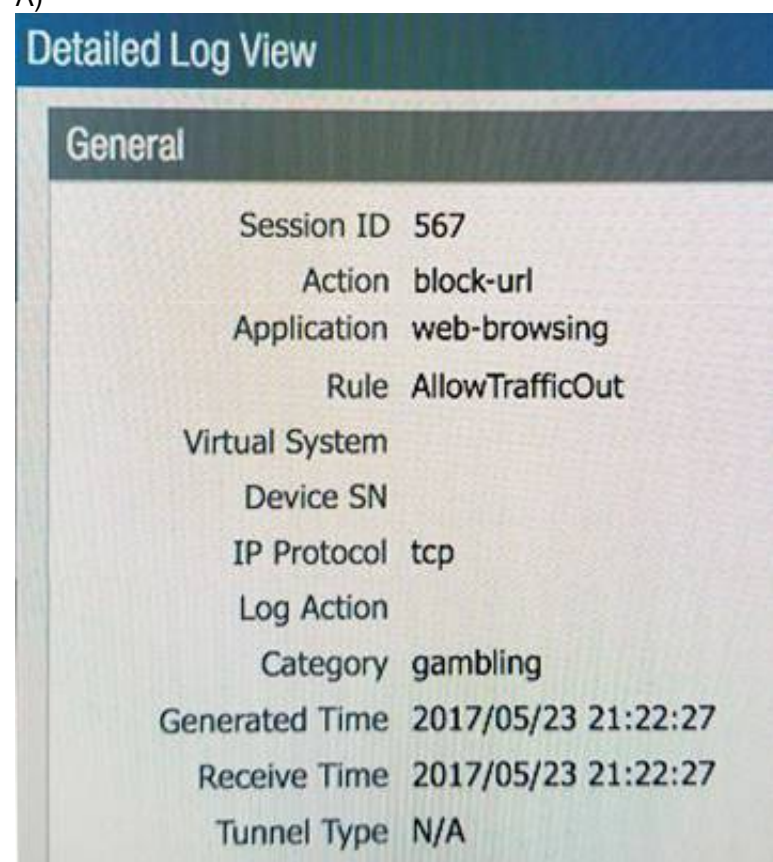 A)
Detailed Log View
General
Session ID 567
Action block-url
Application web-browsing
Rule AllowTrafficOut
Virtual System
Device SN
IP Protocol tcp
Log Action
Category gambling
Generated Time 2017/05/23 21:22:27
Receive Time 2017/05/23 21:22:27
Tunnel Type N/A